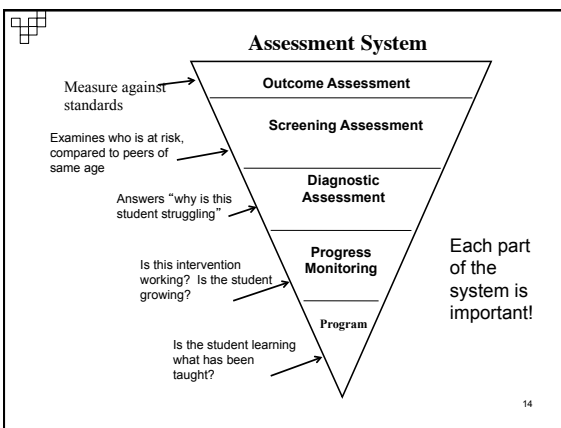 Assessment System
Measure against
standards
Outcome Assessment
Examines who is at risk,
compared to peers of
same age
Screening Assessment
Answers “why is this
student struggling”
Diagnostic
Assessment
Is this intervention
working?  Is the student
growing?
Progress
Monitoring
Is the student learning
what has been
taught?
Program
Each part
of the
system is
important!
14